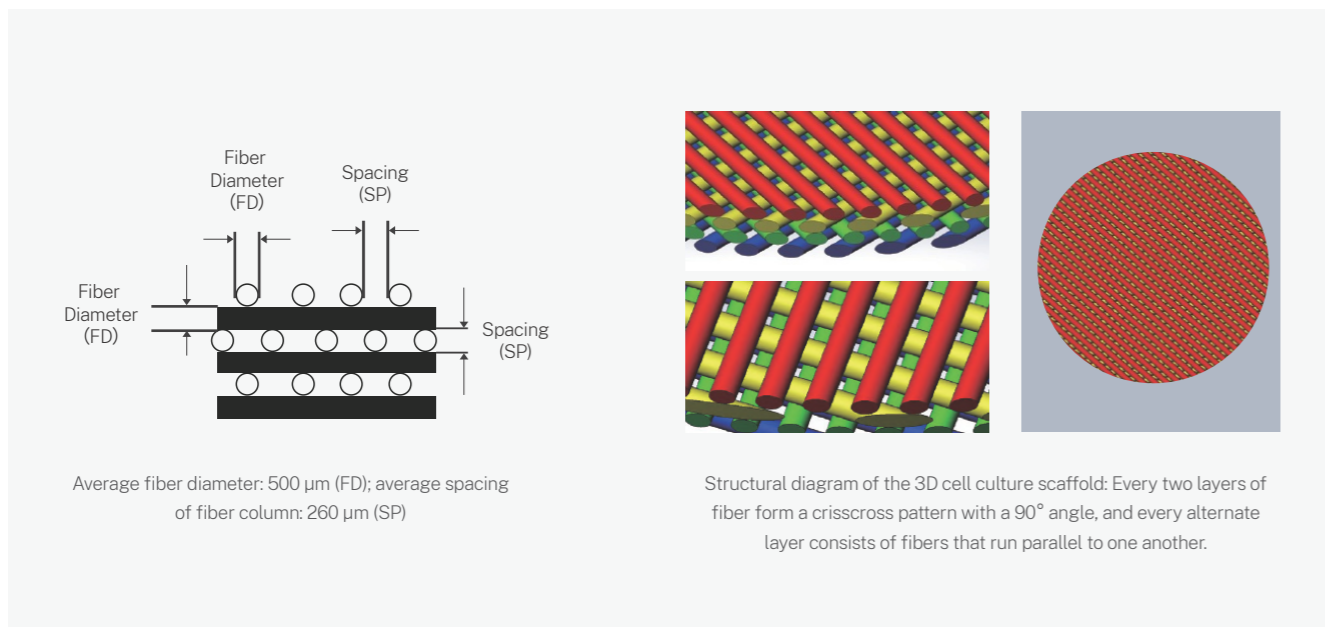 Fiber
Diameter
(FD)
Spacing
(SP)
Fiber
Diameter
(FD)
Spacing
(SP)
Average fiber diameter: 500 µm (FD); average spacing
of fiber column: 260 µm (SP)
Structural diagram of the 3D cell culture scaffold: Every two layers of
fiber form a crisscross pattern with a 90° angle, and every alternate
layer consists of fibers that run parallel to one another.